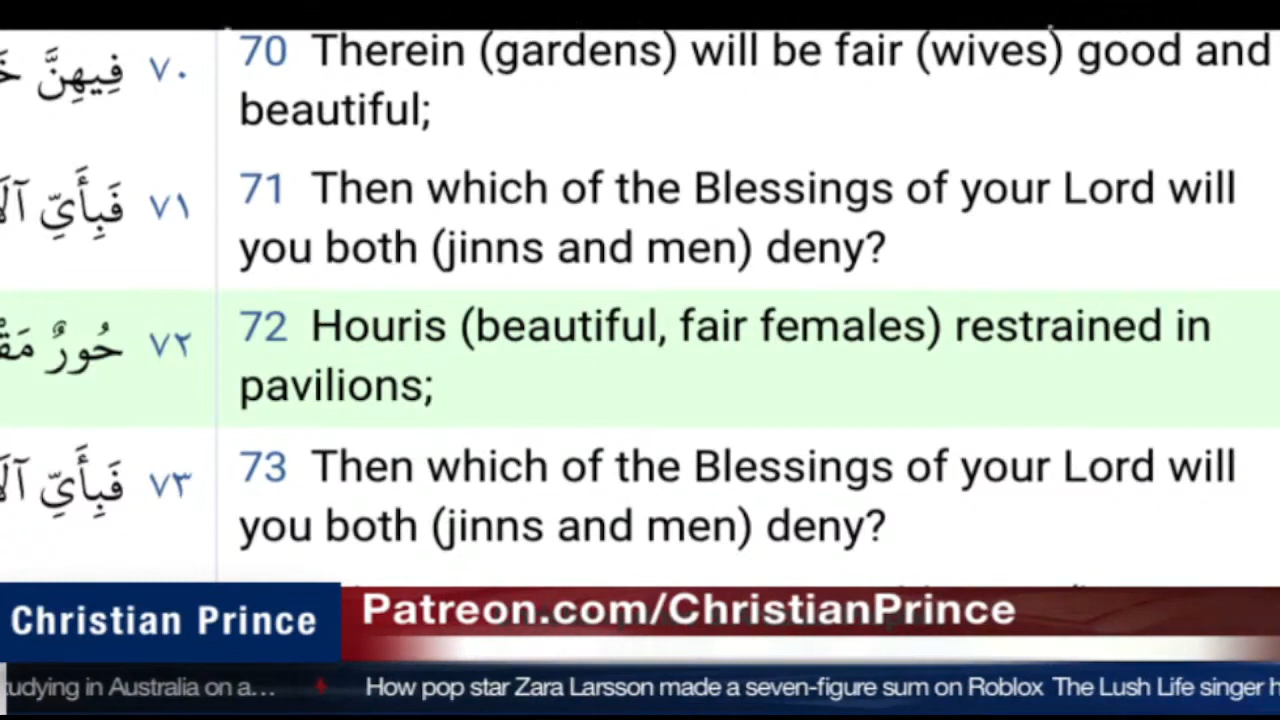 فِيهِنَّ ٧٠ 70 Therein (gardens) will be fair (wives) good and
beautiful;
فَبِأَيِّ ٧١ 71 Then which of the Blessings of your Lord will
you both (jinns and men) deny?
حُورٌ ٧٢ 72 Houris (beautiful, fair females) restrained in
pavilions;
فَبِأَيِّ ٧٣ 73 Then which of the Blessings of your Lord will
you both (jinns and men) deny?
Christian Prince
Patreon.com/ChristianPrince
in Australia on a... How pop star Zara Larsson made a seven-figure sum on Roblox The Lush Life singer